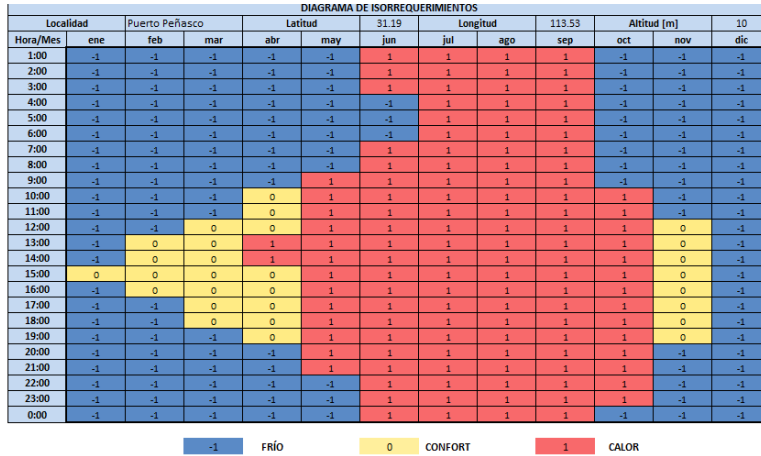 DIAGRAMA DE ISORREQUERIMIENTOS
Localidad Puerto Peñasco Latitud 31.19 Longitud 113.53 Altitud [m] 10
Hora/Mes ene feb mar abr may jun jul ago sep oct nov dic
1:00 -1 -1 -1 -1 -1 1 1 1 1 -1 -1 -1
2:00 -1 -1 -1 -1 -1 1 1 1 1 -1 -1 -1
3:00 -1 -1 -1 -1 -1 1 1 1 1 -1 -1 -1
4:00 -1 -1 -1 -1 -1 -1 1 1 1 -1 -1 -1
5:00 -1 -1 -1 -1 -1 -1 1 1 1 -1 -1 -1
6:00 -1 -1 -1 -1 -1 -1 1 1 1 -1 -1 -1
7:00 -1 -1 -1 -1 -1 1 1 1 1 -1 -1 -1
8:00 -1 -1 -1 -1 -1 1 1 1 1 -1 -1 -1
9:00 -1 -1 -1 -1 1 1 1 1 1 -1 -1 -1
10:00 -1 -1 -1 0 1 1 1 1 1 1 -1 -1
11:00 -1 -1 -1 0 1 1 1 1 1 1 -1 -1
12:00 -1 -1 0 0 1 1 1 1 1 1 0 -1
13:00 -1 0 0 1 1 1 1 1 1 1 0 -1
14:00 -1 0 0 1 1 1 1 1 1 1 0 -1
15:00 0 0 0 0 1 1 1 1 1 1 0 -1
16:00 -1 0 0 0 1 1 1 1 1 1 0 -1
17:00 -1 -1 0 0 1 1 1 1 1 1 0 -1
18:00 -1 -1 0 0 1 1 1 1 1 1 0 -1
19:00 -1 -1 -1 0 1 1 1 1 1 1 0 -1
20:00 -1 -1 -1 -1 1 1 1 1 1 1 -1 -1
21:00 -1 -1 -1 -1 1 1 1 1 1 1 -1 -1
22:00 -1 -1 -1 -1 -1 1 1 1 1 1 -1 -1
23:00 -1 -1 -1 -1 -1 1 1 1 1 1 -1 -1
0:00 -1 -1 -1 -1 -1 1 1 1 1 -1 -1 -1
-1 FRÍO 0 CONFORT 1 CALOR